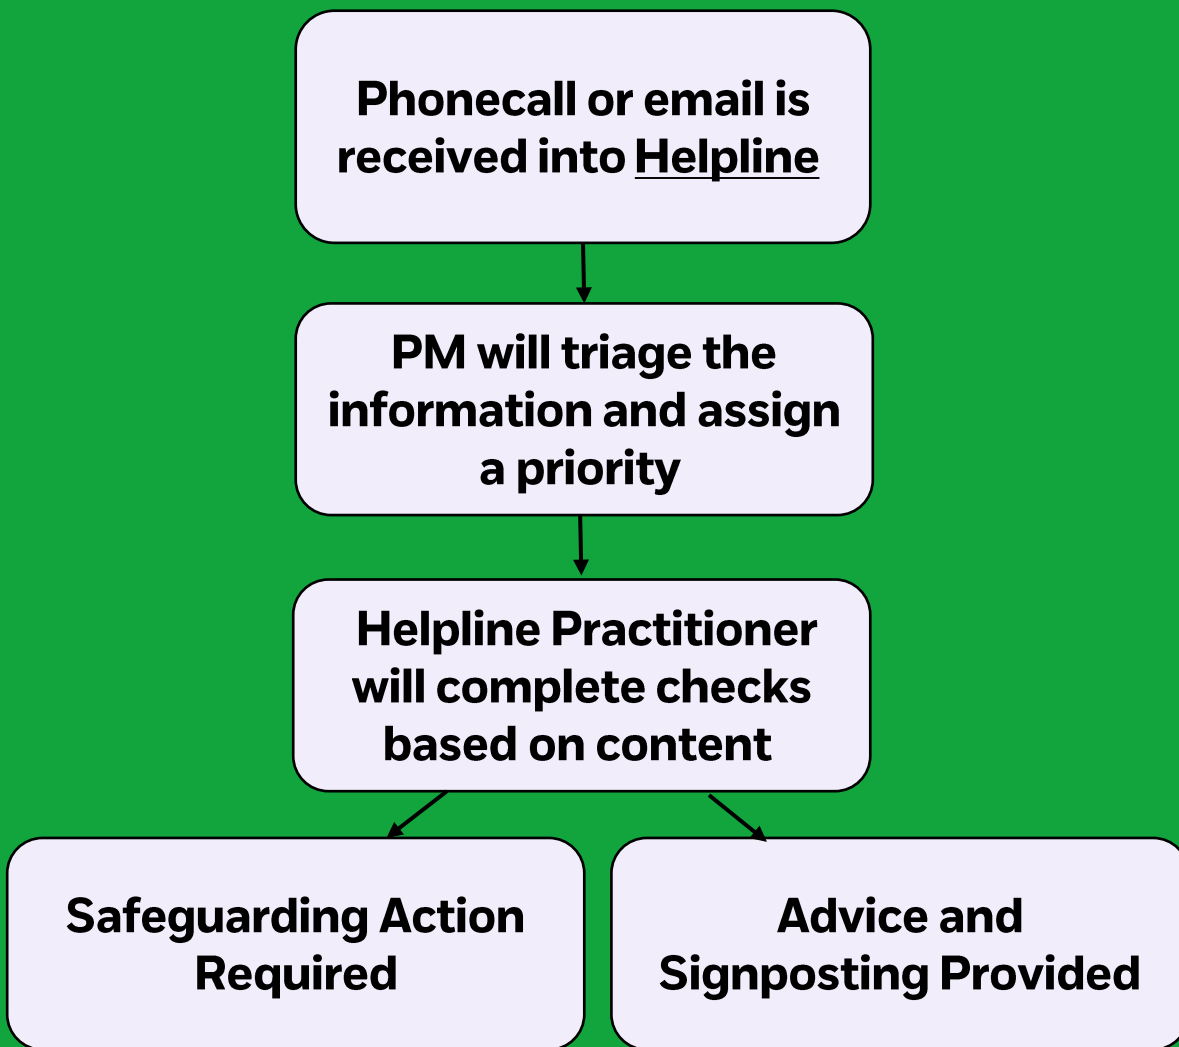 Phonecall or email is
received into Helpline
PM will triage the
information and assign
a priority
Helpline Practitioner
will complete checks
based on content
Safeguarding Action
Required
Advice and
Signposting Provided